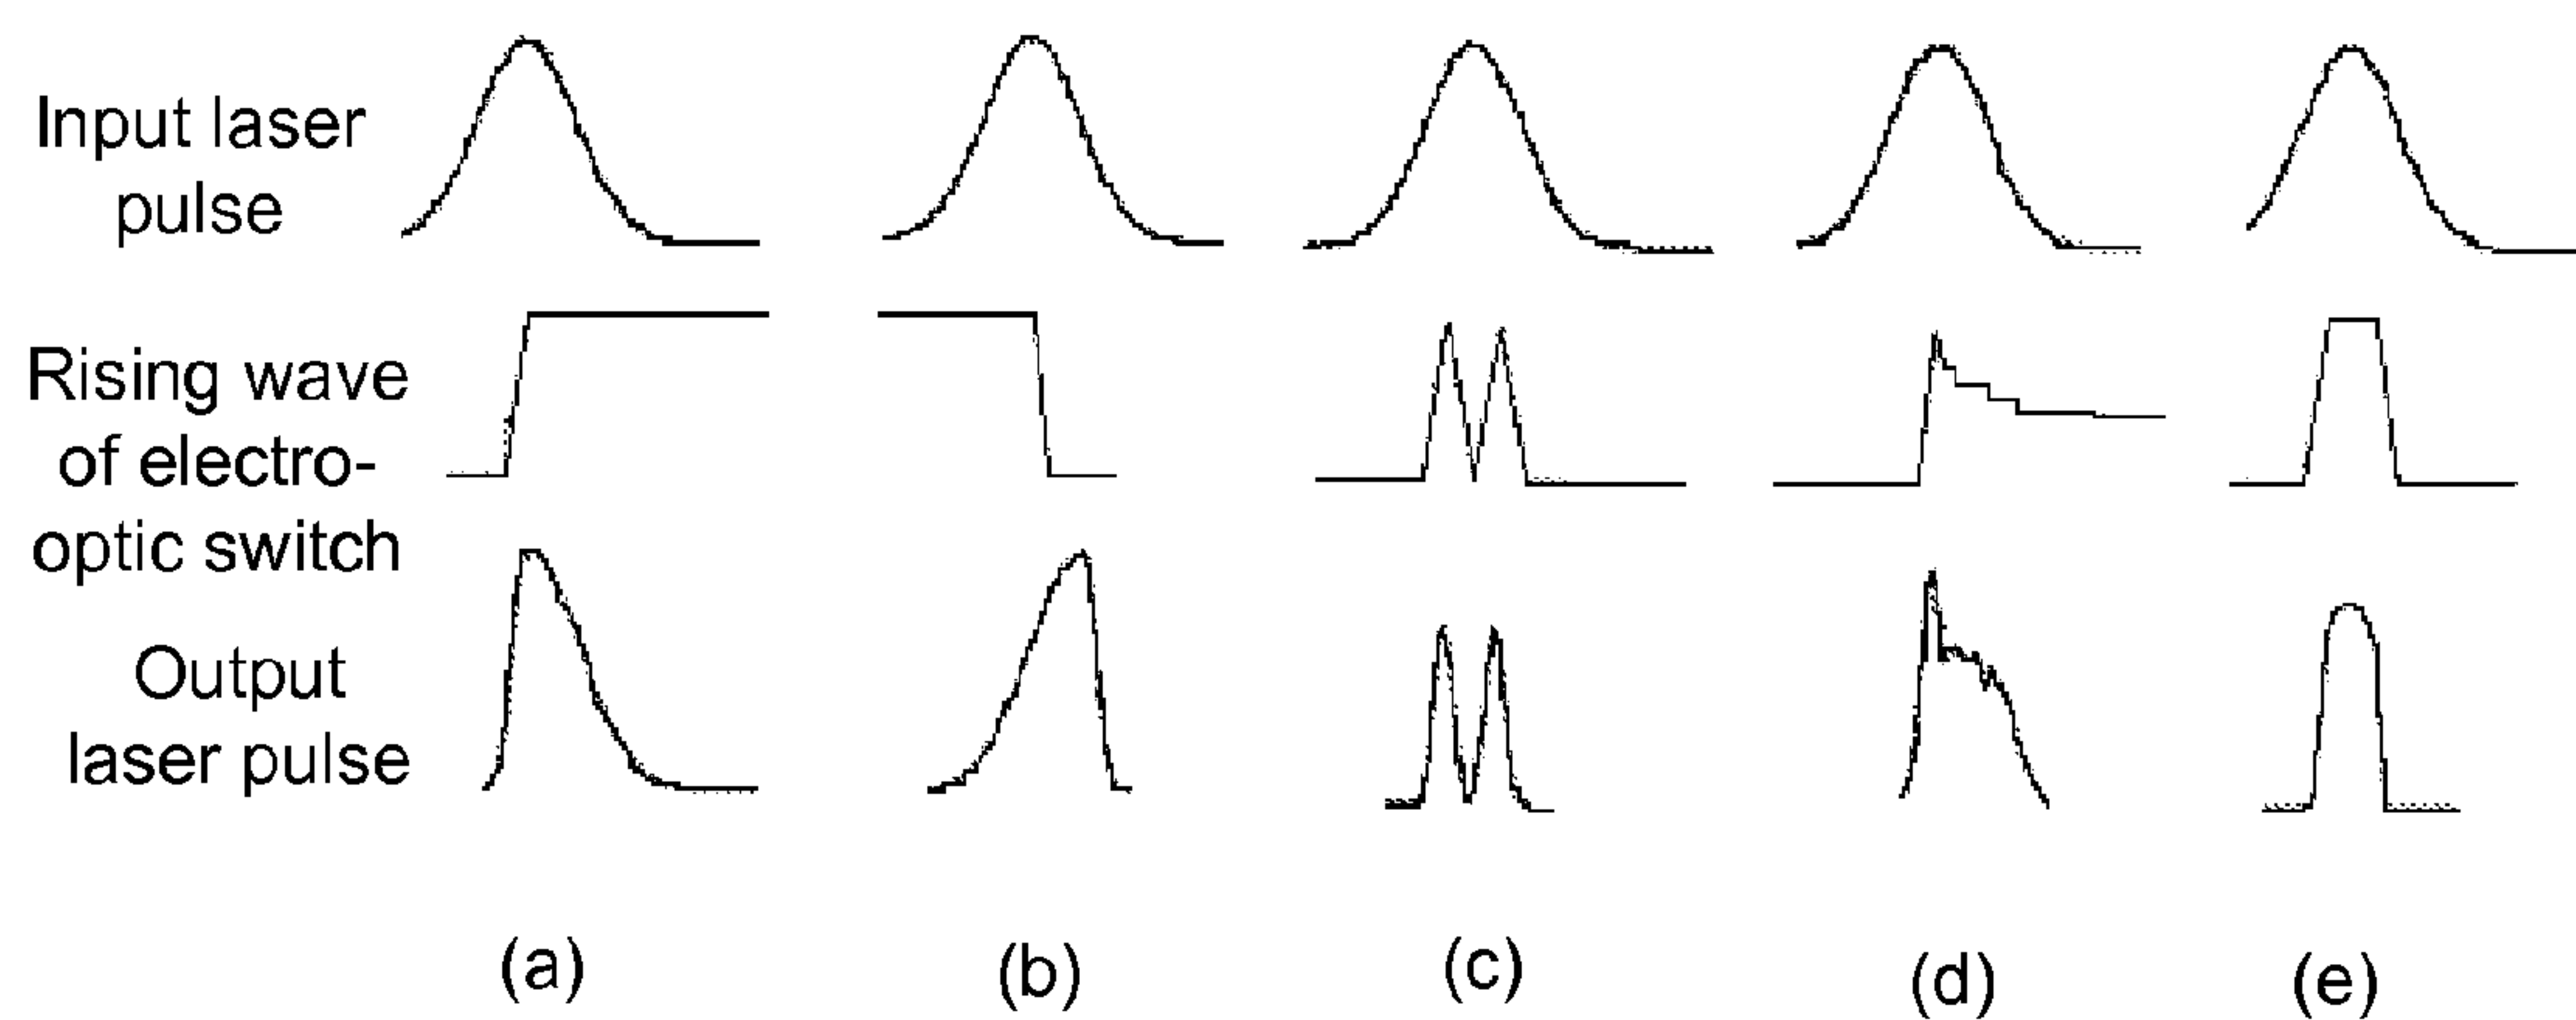 Input laser
pulse
Rising wave
of electro-
optic switch
Output
laser pulse
(a) (b) (c) (d) (e)